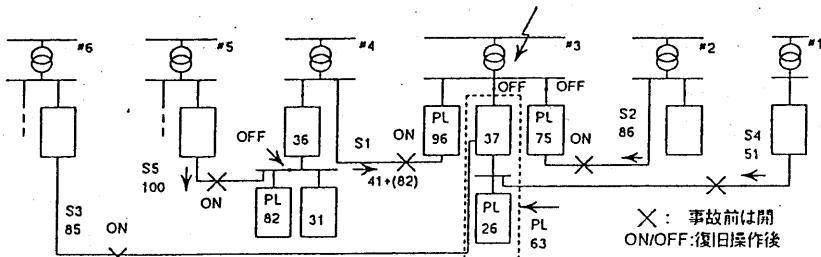 #6
#5
#4
#3
#2
#1
OFF
OFF
PL
96
37
PL
75
ON
ON
S1
41+(82)
36
OFF
S2
86
S4
51
S5
100
ON
PL
82
31
S3
85
ON
PL
26
PL
63
×： 事故前は開
ON/OFF:復旧操作後